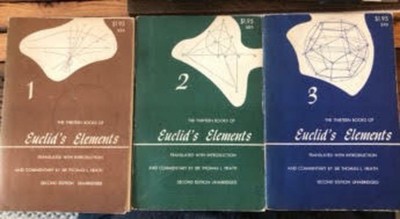 $1.95
1
THE THIRTEEN BOOKS OF
Euclid's Elements
TRANSLATED WITH INTRODUCTION
AND COMMENTARY BY SIR THOMAS L. HEATH
SECOND EDITION UNABRIDGED
$1.95
2
THE THIRTEEN BOOKS OF
Euclid's Elements
TRANSLATED WITH INTRODUCTION
AND COMMENTARY BY SIR THOMAS L. HEATH
SECOND EDITION UNABRIDGED
$1.95
3
THE THIRTEEN BOOKS OF
Euclid's Elements
TRANSLATED WITH INTRODUCTION
AND COMMENTARY BY SIR THOMAS L. HEATH
SECOND EDITION UNABRIDGED